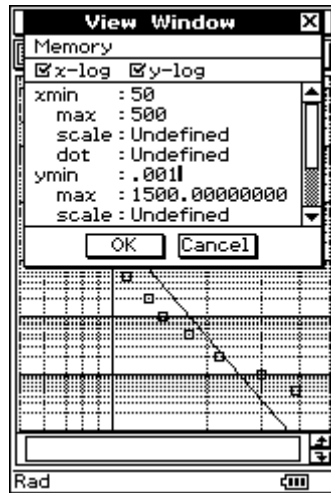 View Window
Memory
x-log y-log
xmin :50
max :500
scale :Undefined
dot :Undefined
ymin :.001
max :1500.00000000
scale :Undefined
OK Cancel
Rad